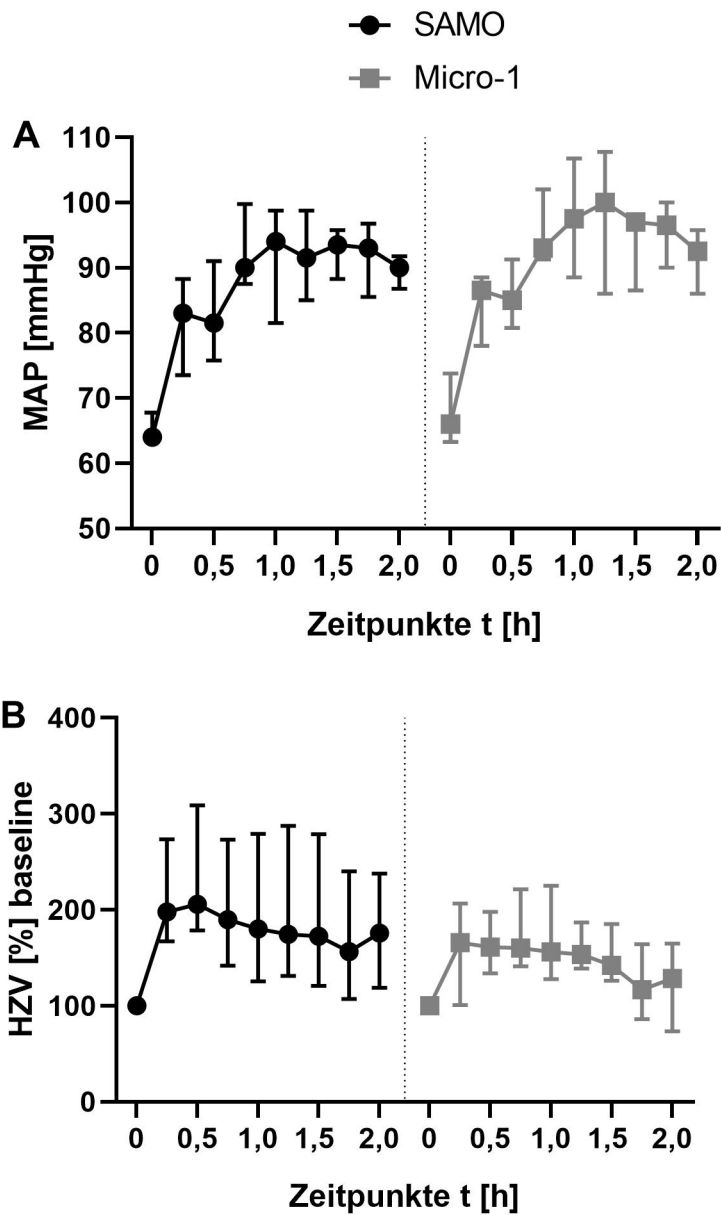 SAMO
Micro-1
A
MAP [mmHg]
110
100
90
80
70
60
50
0 0,5 1,0 1,5 2,0 0 0,5 1,0 1,5 2,0
Zeitpunkte t [h]
B
HZV [%] baseline
400
300
200
100
0
0 0,5 1,0 1,5 2,0 0 0,5 1,0 1,5 2,0
Zeitpunkte t [h]